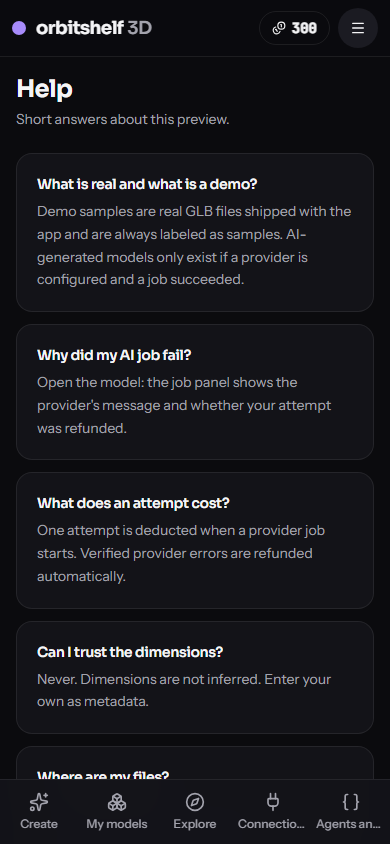 orbitshelf 3D
300
Help
Short answers about this preview.
What is real and what is a demo?
Demo samples are real GLB files shipped with the
app and are always labeled as samples. AI-
generated models only exist if a provider is
configured and a job succeeded.
Why did my AI job fail?
Open the model: the job panel shows the
provider's message and whether your attempt
was refunded.
What does an attempt cost?
One attempt is deducted when a provider job
starts. Verified provider errors are refunded
automatically.
Can I trust the dimensions?
Never. Dimensions are not inferred. Enter your
own as metadata.
Where are my files?
Create
My models
Explore
Connectio...
Agents an...